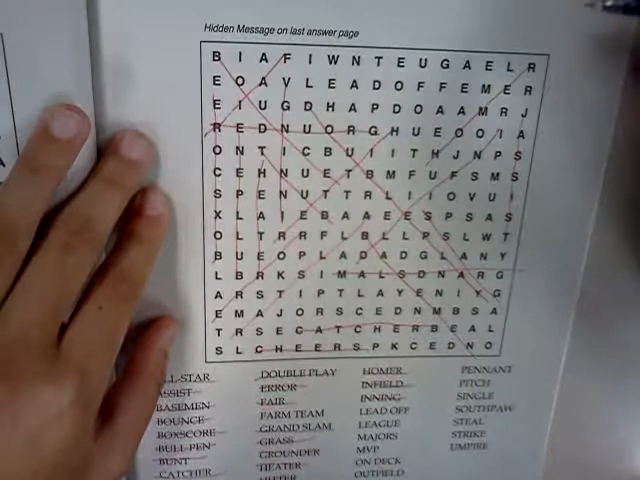 Hidden Message on last answer page
B I A F I W N T E U G A E L R
E O A V L E A D O F F E M E R
E I U G D H A P D O A A M R J
R E D N U O R G H U E O O I A
O N T I C B U I I T H J N P S
C E H N U E T B M F U F S M S
S P E N U T T R L I I O V U I
X L A I E B A A E E S P S A S
O L T R R F L B L L P S L W T
B U E O P L A D A D G L A N Y
L B R K S I M A L S D N A R G
A R S T I P T L A Y E N I Y G
E M A J O R S C E D N M B S A
T R S E C A T C H E R B E A L
S L C H E E R S P K C E D N O
LL-STAR DOUBLE PLAY HOMER PENNANT
ASSIST ERROR INFIELD PITCH
BASEMEN FAIR INNING SINGLE
BOUNCE FARM TEAM LEAD OFF SOUTHPAW
BOXSCORE GRAND SLAM LEAGUE STEAL
BULL PEN GRASS MAJORS STRIKE
BUNT GROUNDER MVP UMPIRE
CATCHER HEATER ON DECK
HITTER OUTFIELD